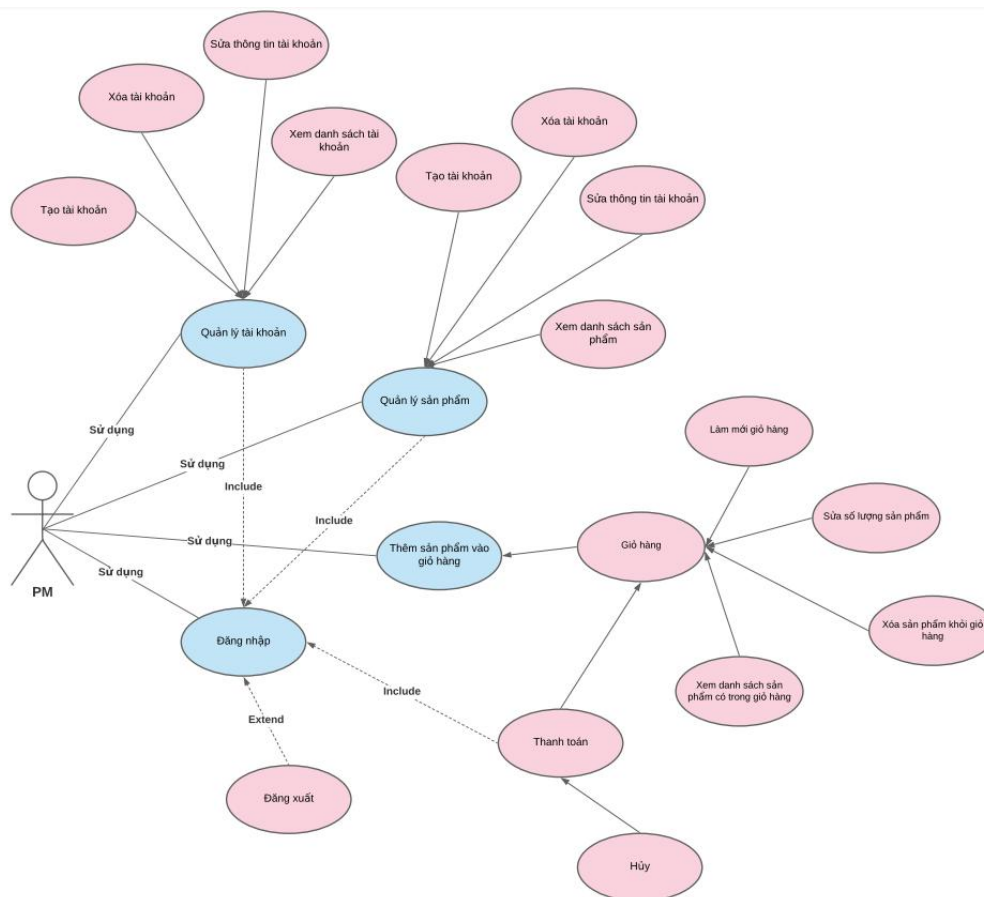 Sửa thông tin tài khoản
Xóa tài khoản
Xem danh sách tài
khoản
Tạo tài khoản
Xóa tài khoản
Tạo tài khoản
Sửa thông tin tài khoản
Xem danh sách sản
phẩm
Quản lý tài khoản
Quản lý sản phẩm
Sử dụng
Sử dụng
Include
Include
Sử dụng
Sử dụng
PM
Thêm sản phẩm vào
giỏ hàng
Giỏ hàng
Làm mới giỏ hàng
Sửa số lượng sản phẩm
Xóa sản phẩm khỏi giỏ
hàng
Xem danh sách sản
phẩm có trong giỏ hàng
Đăng nhập
Include
Extend
Thanh toán
Đăng xuất
Hủy